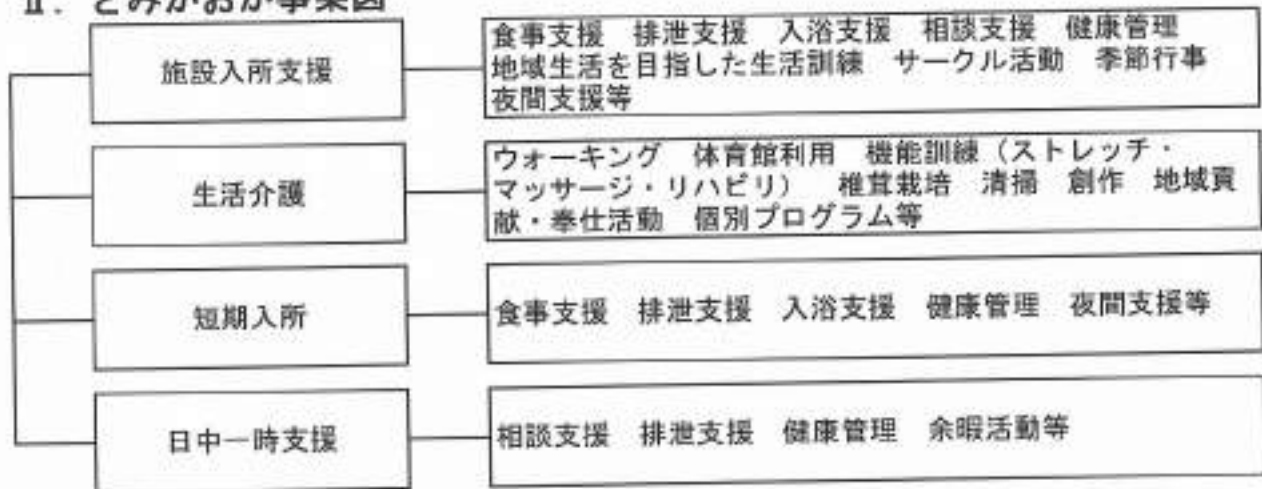 Ⅱ．とみがおか事業図
施設入所支援
食事支援　排泄支援　入浴支援　相談支援　健康管理
地域生活を目指した生活訓練　サークル活動　季節行事
夜間支援等
生活介護
ウォーキング　体育館利用　機能訓練（ストレッチ・
マッサージ・リハビリ）　椎茸栽培　清掃　創作　地域貢
献・奉仕活動　個別プログラム等
短期入所
食事支援　排泄支援　入浴支援　健康管理　夜間支援等
日中一時支援
相談支援　排泄支援　健康管理　余暇活動等